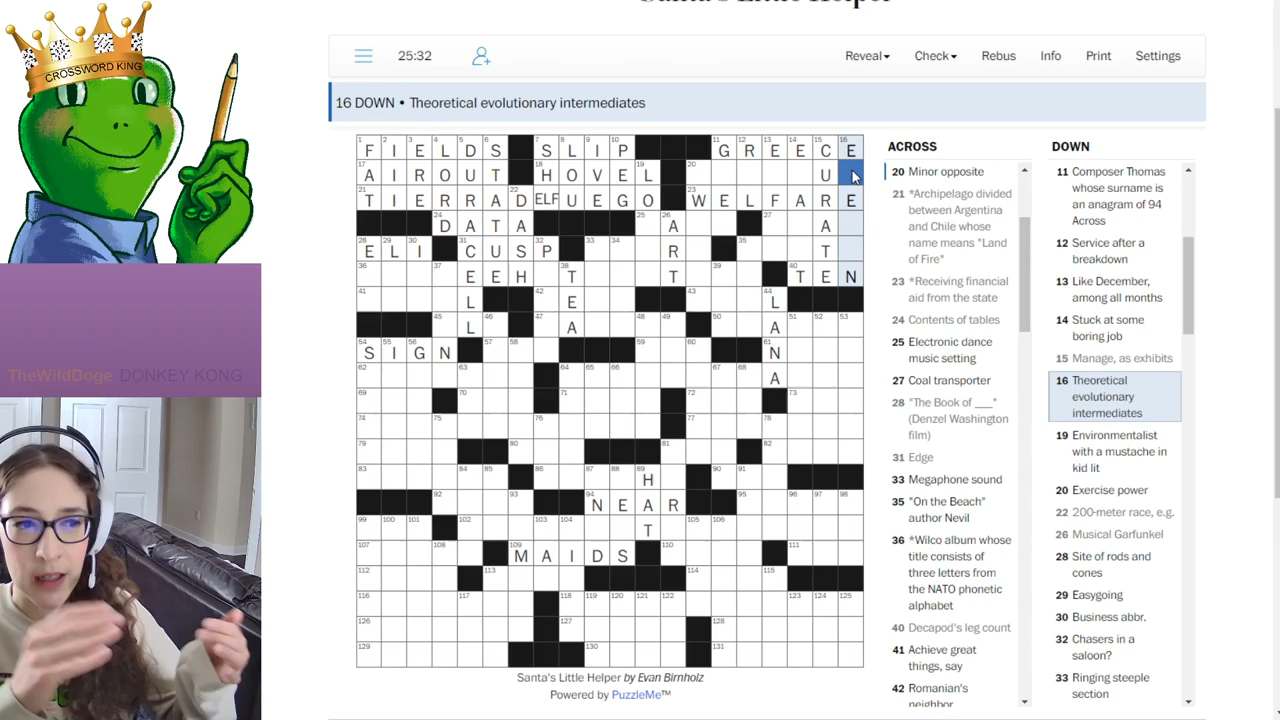 CROSSWORD KING
TheWildDoge DONKEY KONG
Santa's Little Helper
25:32
Reveal
Check
Rebus
Info
Print
Settings
16 DOWN • Theoretical evolutionary intermediates
F I E L D S S L I P G R E E C E
A I R O U T H O V E L U
T I E R R A D ELF U E G O W E L F A R E
D A T A A A
E L I C U S P R T
E E H T T T E N
L E L
L A A
S I G N N
A
H
N E A R
T
M A I D S
Santa's Little Helper by Evan Birnholz
Powered by PuzzleMe™
ACROSS
20 Minor opposite
21 *Archipelago divided
between Argentina
and Chile whose
name means "Land
of Fire"
23 *Receiving financial
aid from the state
24 Contents of tables
25 Electronic dance
music setting
27 Coal transporter
28 "The Book of ___"
(Denzel Washington
film)
31 Edge
33 Megaphone sound
35 "On the Beach"
author Nevil
36 *Wilco album whose
title consists of
three letters from
the NATO phonetic
alphabet
40 Decapod's leg count
41 Achieve great
things, say
42 Romanian's
neighbor
DOWN
11 Composer Thomas
whose surname is
an anagram of 94
Across
12 Service after a
breakdown
13 Like December,
among all months
14 Stuck at some
boring job
15 Manage, as exhibits
16 Theoretical
evolutionary
intermediates
19 Environmentalist
with a mustache in
kid lit
20 Exercise power
22 200-meter race, e.g.
26 Musical Garfunkel
28 Site of rods and
cones
29 Easygoing
30 Business abbr.
32 Chasers in a
saloon?
33 Ringing steeple
section